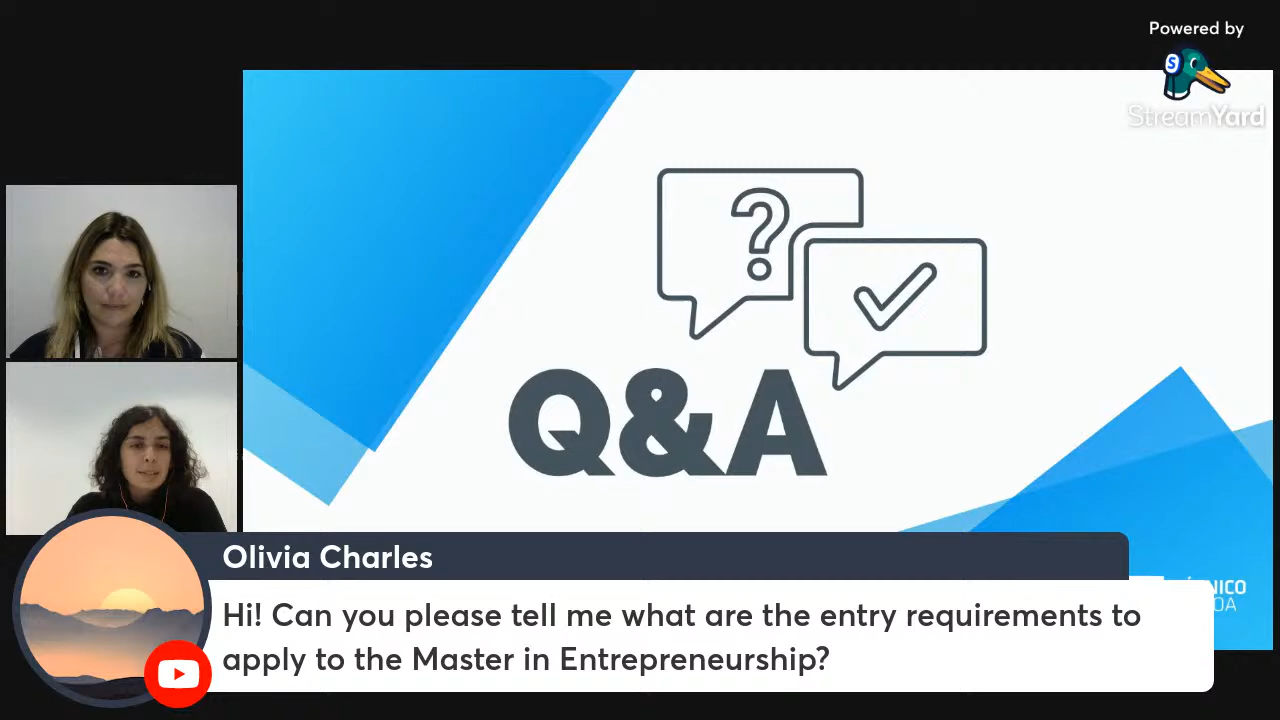 Powered by
S
StreamYard
?
Q&A
Olivia Charles
Hi! Can you please tell me what are the entry requirements to
apply to the Master in Entrepreneurship?